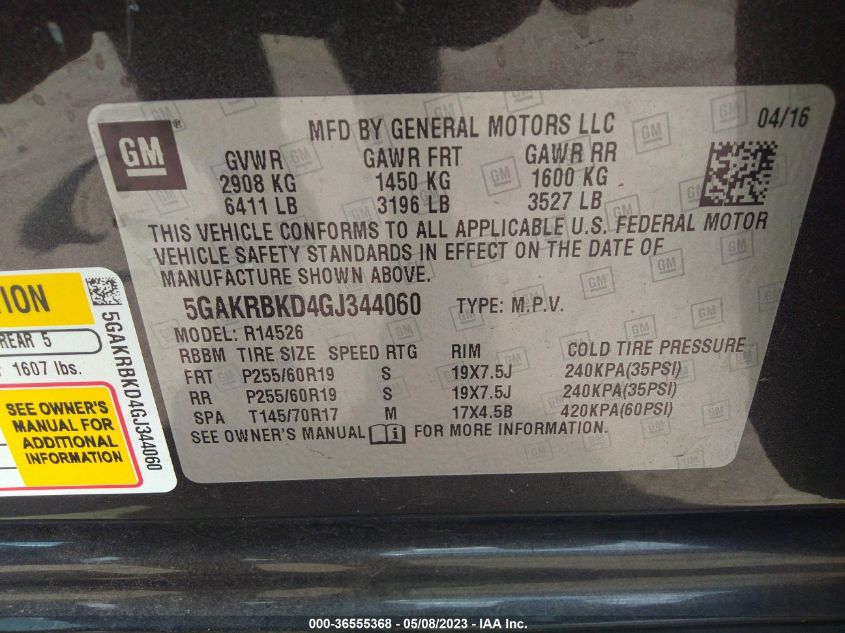 GM
®
MFD BY GENERAL MOTORS LLC
04/16
GVWR GAWR FRT GAWR RR
2908 KG 1450 KG 1600 KG
6411 LB 3196 LB 3527 LB
THIS VEHICLE CONFORMS TO ALL APPLICABLE U.S. FEDERAL MOTOR
VEHICLE SAFETY STANDARDS IN EFFECT ON THE DATE OF
MANUFACTURE SHOWN ABOVE.
5GAKRBKD4GJ344060 TYPE: M.P.V.
MODEL: R14526
RBBM TIRE SIZE SPEED RTG RIM COLD TIRE PRESSURE
FRT P255/60R19 S 19X7.5J 240KPA(35PSI)
RR P255/60R19 S 19X7.5J 240KPA(35PSI)
SPA T145/70R17 M 17X4.5B 420KPA(60PSI)
SEE OWNER'S MANUAL FOR MORE INFORMATION.
REAR 5
1607 lbs.
SEE OWNER'S
MANUAL FOR
ADDITIONAL
INFORMATION
5GAKRBKD4GJ344060
000-36555368 - 05/08/2023 - IAA Inc.